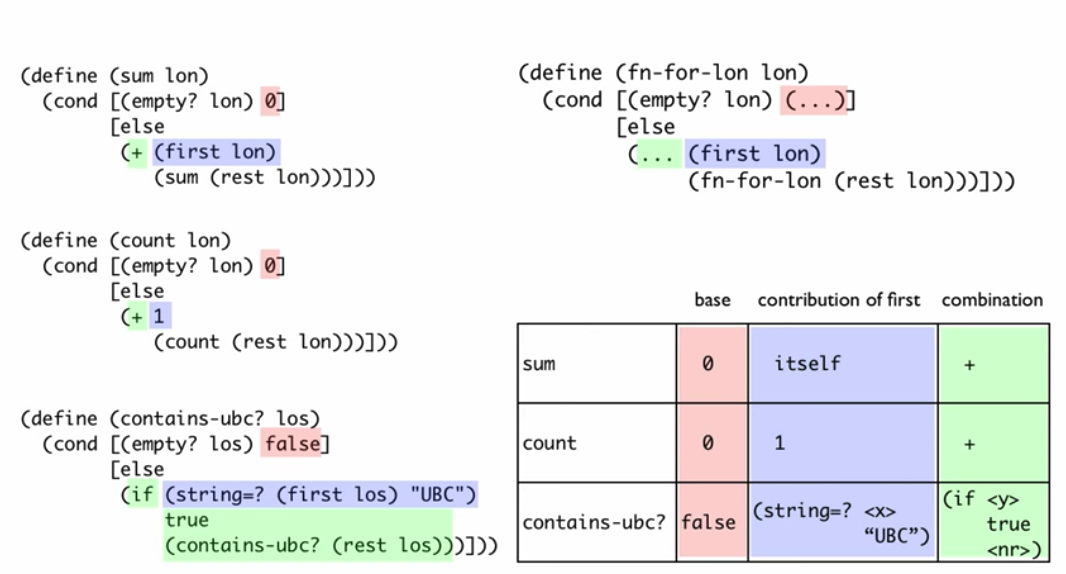 (define (sum lon)
  (cond [(empty? lon) 0]
        [else
         (+ (first lon)
            (sum (rest lon)))]))
(define (count lon)
  (cond [(empty? lon) 0]
        [else
         (+ 1
            (count (rest lon)))]))
(define (contains-ubc? los)
  (cond [(empty? los) false]
        [else
         (if (string=? (first los) "UBC")
             true
             (contains-ubc? (rest los)))]))
(define (fn-for-lon lon)
  (cond [(empty? lon) (...)]
        [else
         (... (first lon)
              (fn-for-lon (rest lon)))]))
base contribution of first combination
sum 0 itself +
count 0 1 +
contains-ubc? false (string=? <x> “UBC”) (if <y> true <nr>)